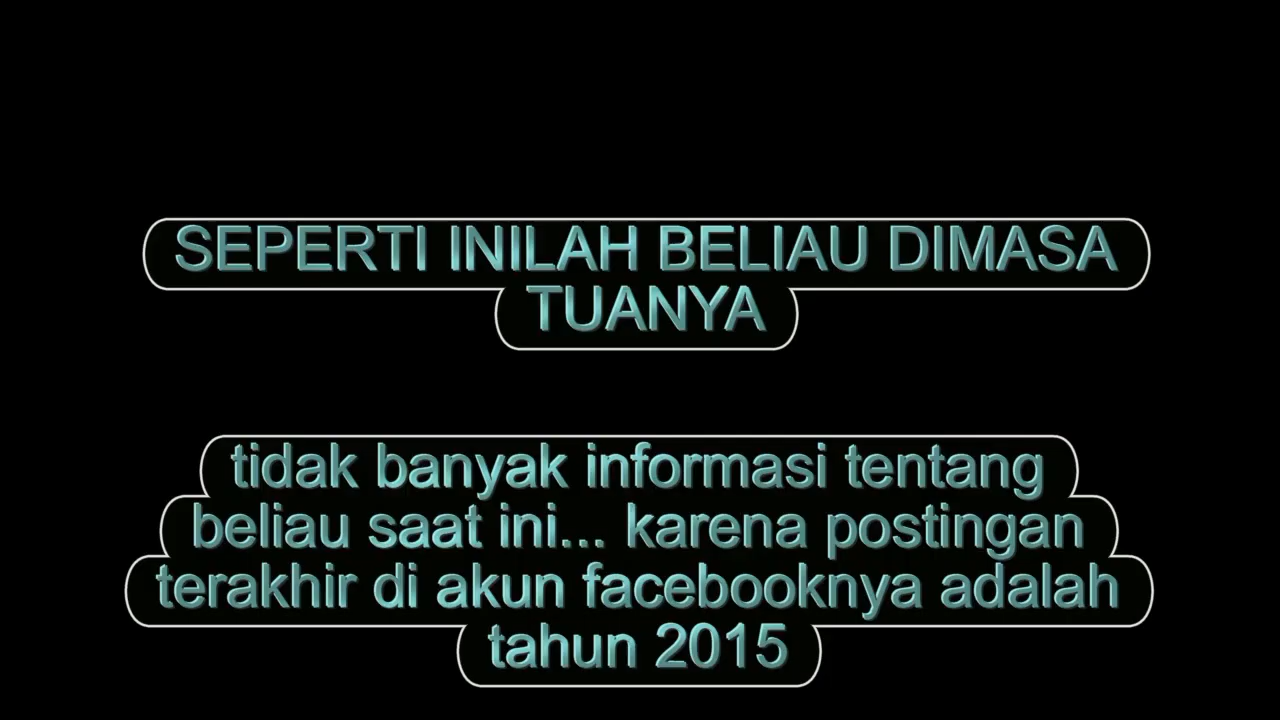 SEPERTI INILAH BELIAU DIMASA
TUANYA
tidak banyak informasi tentang
beliau saat ini... karena postingan
terakhir di akun facebooknya adalah
tahun 2015